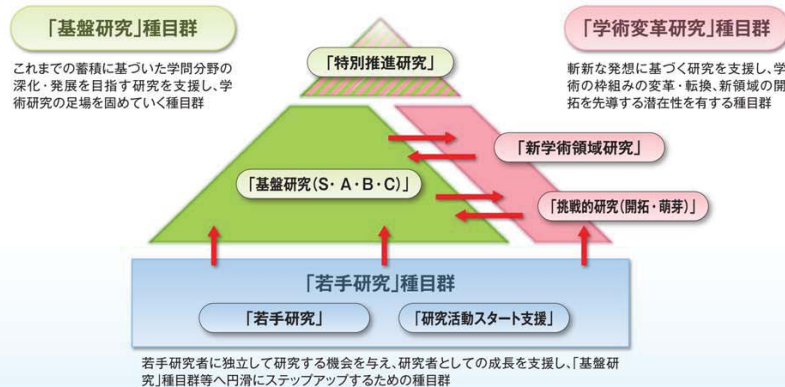 「基盤研究」種目群
これまでの蓄積に基づいた学問分野の
深化・発展を目指す研究を支援し、学
術研究の足場を固めていく種目群
「学術変革研究」種目群
斬新な発想に基づく研究を支援し、学
術の枠組みの変革・転換、新領域の開
拓を先導する潜在性を有する種目群
「特別推進研究」
「新学術領域研究」
「基盤研究(S・A・B・C)」
「挑戦的研究(開拓・萌芽)」
「若手研究」種目群
「若手研究」
「研究活動スタート支援」
若手研究者に独立して研究する機会を与え、研究者としての成長を支援し、「基盤研
究」種目群等へ円滑にステップアップするための種目群